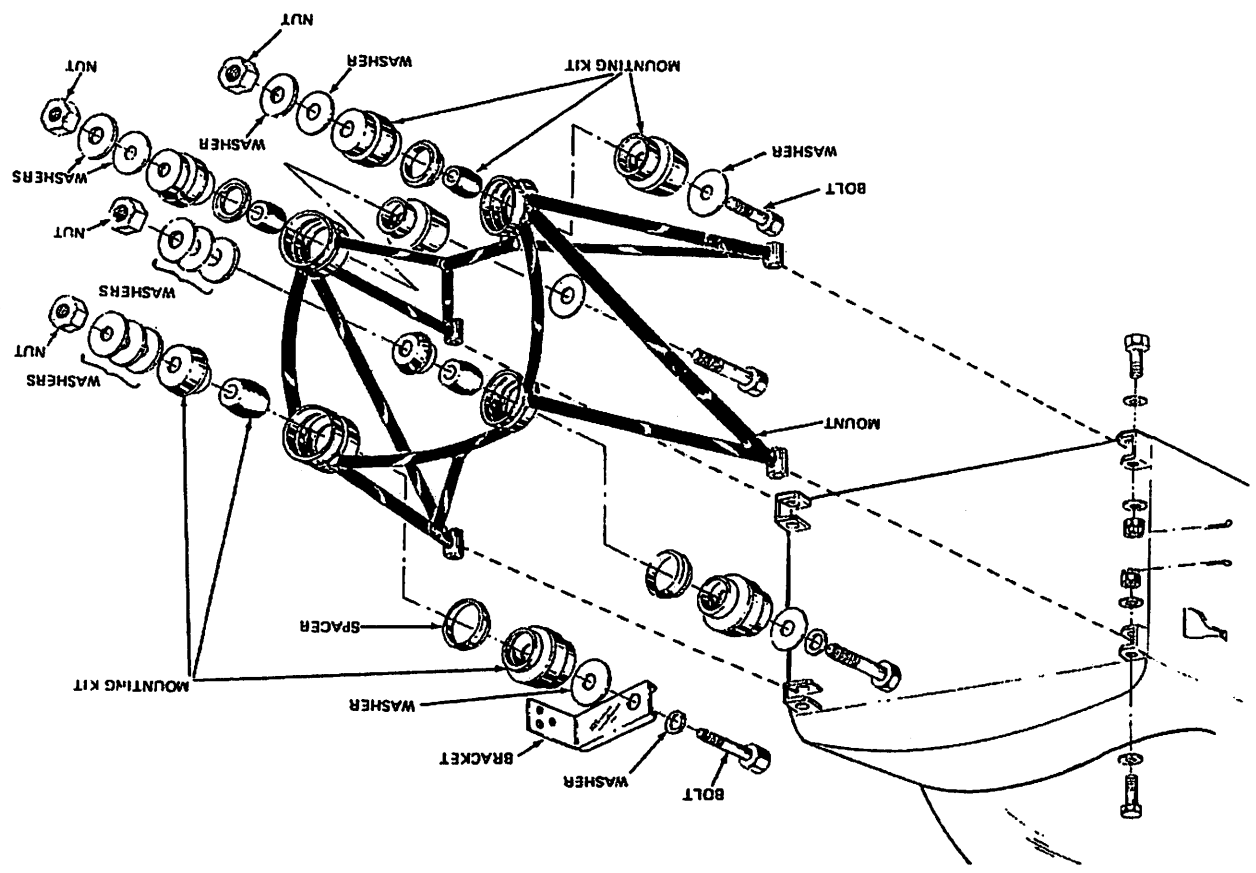 BOLT
WASHER
BRACKET
WASHER
MOUNTING KIT
SPACER
MOUNT
WASHERS
NUT
WASHERS
NUT
BOLT
WASHERS
WASHER
WASHER
MOUNTING KIT
NUT
WASHER
NUT